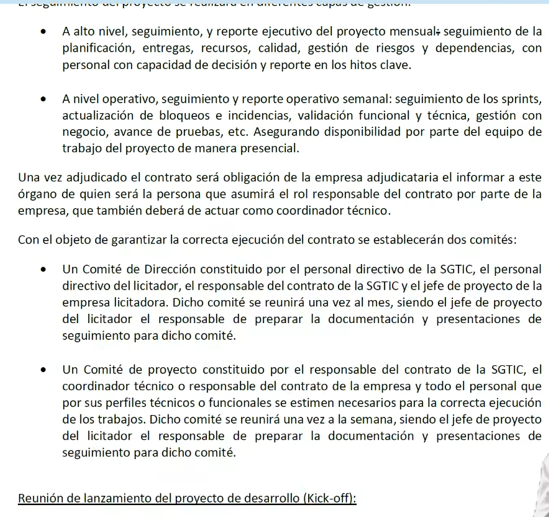 El seguimiento del proyecto se realizará en diferentes capas de gestión:
• A alto nivel, seguimiento, y reporte ejecutivo del proyecto mensual: seguimiento de la
planificación, entregas, recursos, calidad, gestión de riesgos y dependencias, con
personal con capacidad de decisión y reporte en los hitos clave.
• A nivel operativo, seguimiento y reporte operativo semanal: seguimiento de los sprints,
actualización de bloqueos e incidencias, validación funcional y técnica, gestión con
negocio, avance de pruebas, etc. Asegurando disponibilidad por parte del equipo de
trabajo del proyecto de manera presencial.
Una vez adjudicado el contrato será obligación de la empresa adjudicataria el informar a este
órgano de quien será la persona que asumirá el rol responsable del contrato por parte de la
empresa, que también deberá de actuar como coordinador técnico.
Con el objeto de garantizar la correcta ejecución del contrato se establecerán dos comités:
• Un Comité de Dirección constituido por el personal directivo de la SGTIC, el personal
directivo del licitador, el responsable del contrato de la SGTIC y el jefe de proyecto de la
empresa licitadora. Dicho comité se reunirá una vez al mes, siendo el jefe de proyecto
del licitador el responsable de preparar la documentación y presentaciones de
seguimiento para dicho comité.
• Un Comité de proyecto constituido por el responsable del contrato de la SGTIC, el
coordinador técnico o responsable del contrato de la empresa y todo el personal que
por sus perfiles técnicos o funcionales se estimen necesarios para la correcta ejecución
de los trabajos. Dicho comité se reunirá una vez a la semana, siendo el jefe de proyecto
del licitador el responsable de preparar la documentación y presentaciones de
seguimiento para dicho comité.
Reunión de lanzamiento del proyecto de desarrollo (Kick-off):